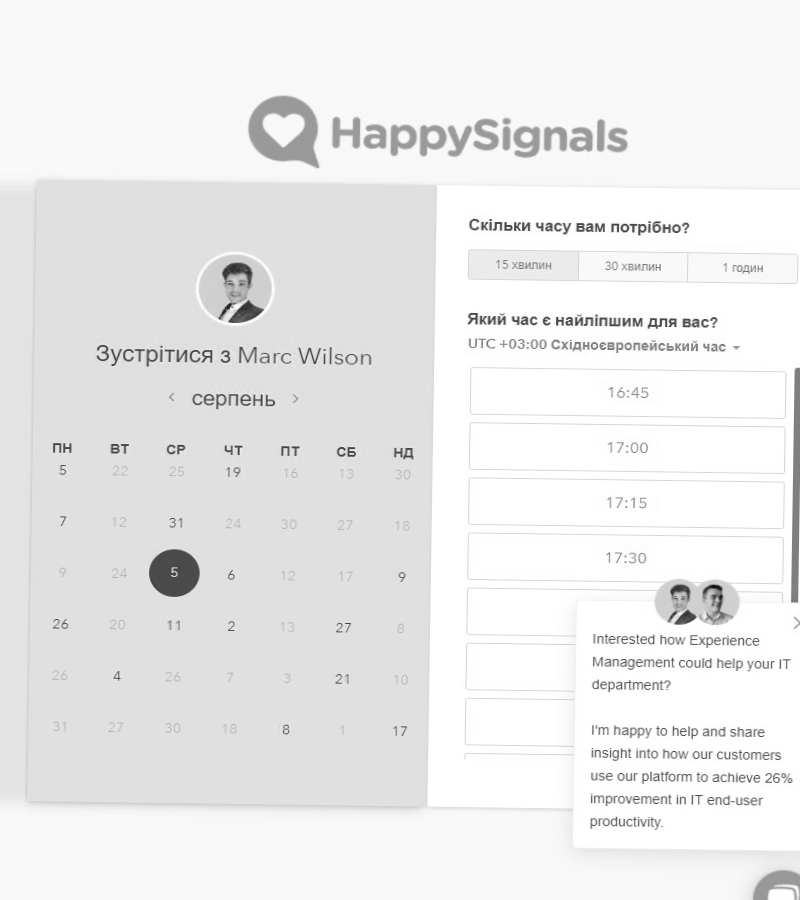 HappySignals
Зустрітися з Marc Wilson
серпень
ПН ВТ СР ЧТ ПТ СБ НД
5 22 25 19 16 13 30
7 12 31 24 30 27 18
9 24 5 6 12 17 9
26 20 11 2 13 27 8
26 4 26 7 3 21 10
31 27 30 18 8 1 17
Скільки часу вам потрібно?
15 хвилин 30 хвилин 1 годин
Який час є найліпшим для вас?
UTC +03:00 Східноєвропейський час
16:45
17:00
17:15
17:30
Interested how Experience
Management could help your IT
department?
I'm happy to help and share
insight into how our customers
use our platform to achieve 26%
improvement in IT end-user
productivity.